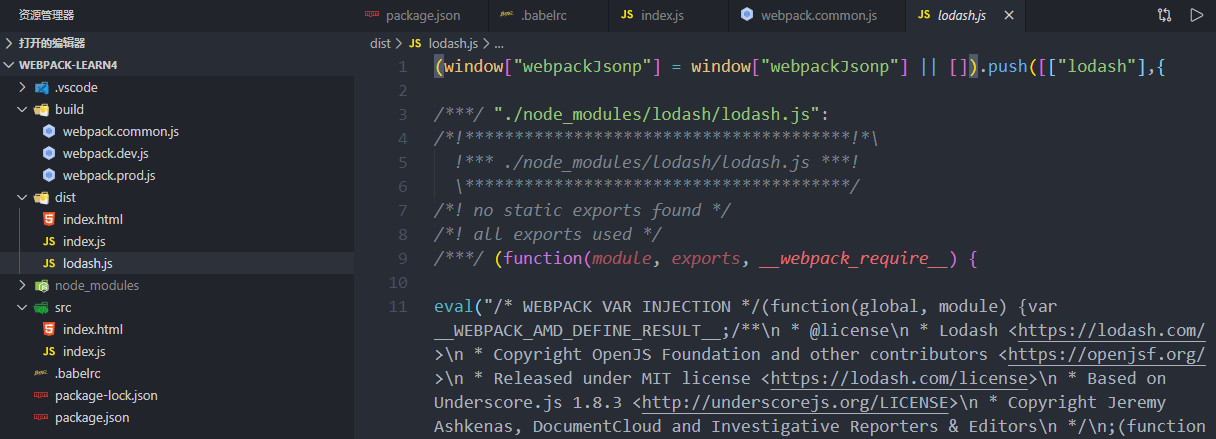 资源管理器
打开的编辑器
WEBPACK-LEARN4
.vscode
build
webpack.common.js
webpack.dev.js
webpack.prod.js
dist
index.html
JS index.js
JS lodash.js
node_modules
src
index.html
JS index.js
.babelrc
package-lock.json
package.json
package.json .babelrc JS index.js webpack.common.js JS lodash.js
dist > JS lodash.js > ...
1 (window["webpackJsonp"] = window["webpackJsonp"] || []).push([["lodash"],{
2
3 /***/ "./node_modules/lodash/lodash.js":
4 /*!***************************************!*\
5   !*** ./node_modules/lodash/lodash.js ***!
6   \***************************************/
7 /*! no static exports found */
8 /*! all exports used */
9 /***/ (function(module, exports, __webpack_require__) {
10
11 eval("/* WEBPACK VAR INJECTION */(function(global, module) {var
__WEBPACK_AMD_DEFINE_RESULT__;/**\n * @license\n * Lodash <https://lodash.com/
>\n * Copyright OpenJS Foundation and other contributors <https://openjsf.org/
>\n * Released under MIT license <https://lodash.com/license>\n * Based on
Underscore.js 1.8.3 <http://underscorejs.org/LICENSE>\n * Copyright Jeremy
Ashkenas, DocumentCloud and Investigative Reporters & Editors\n */\n;(function